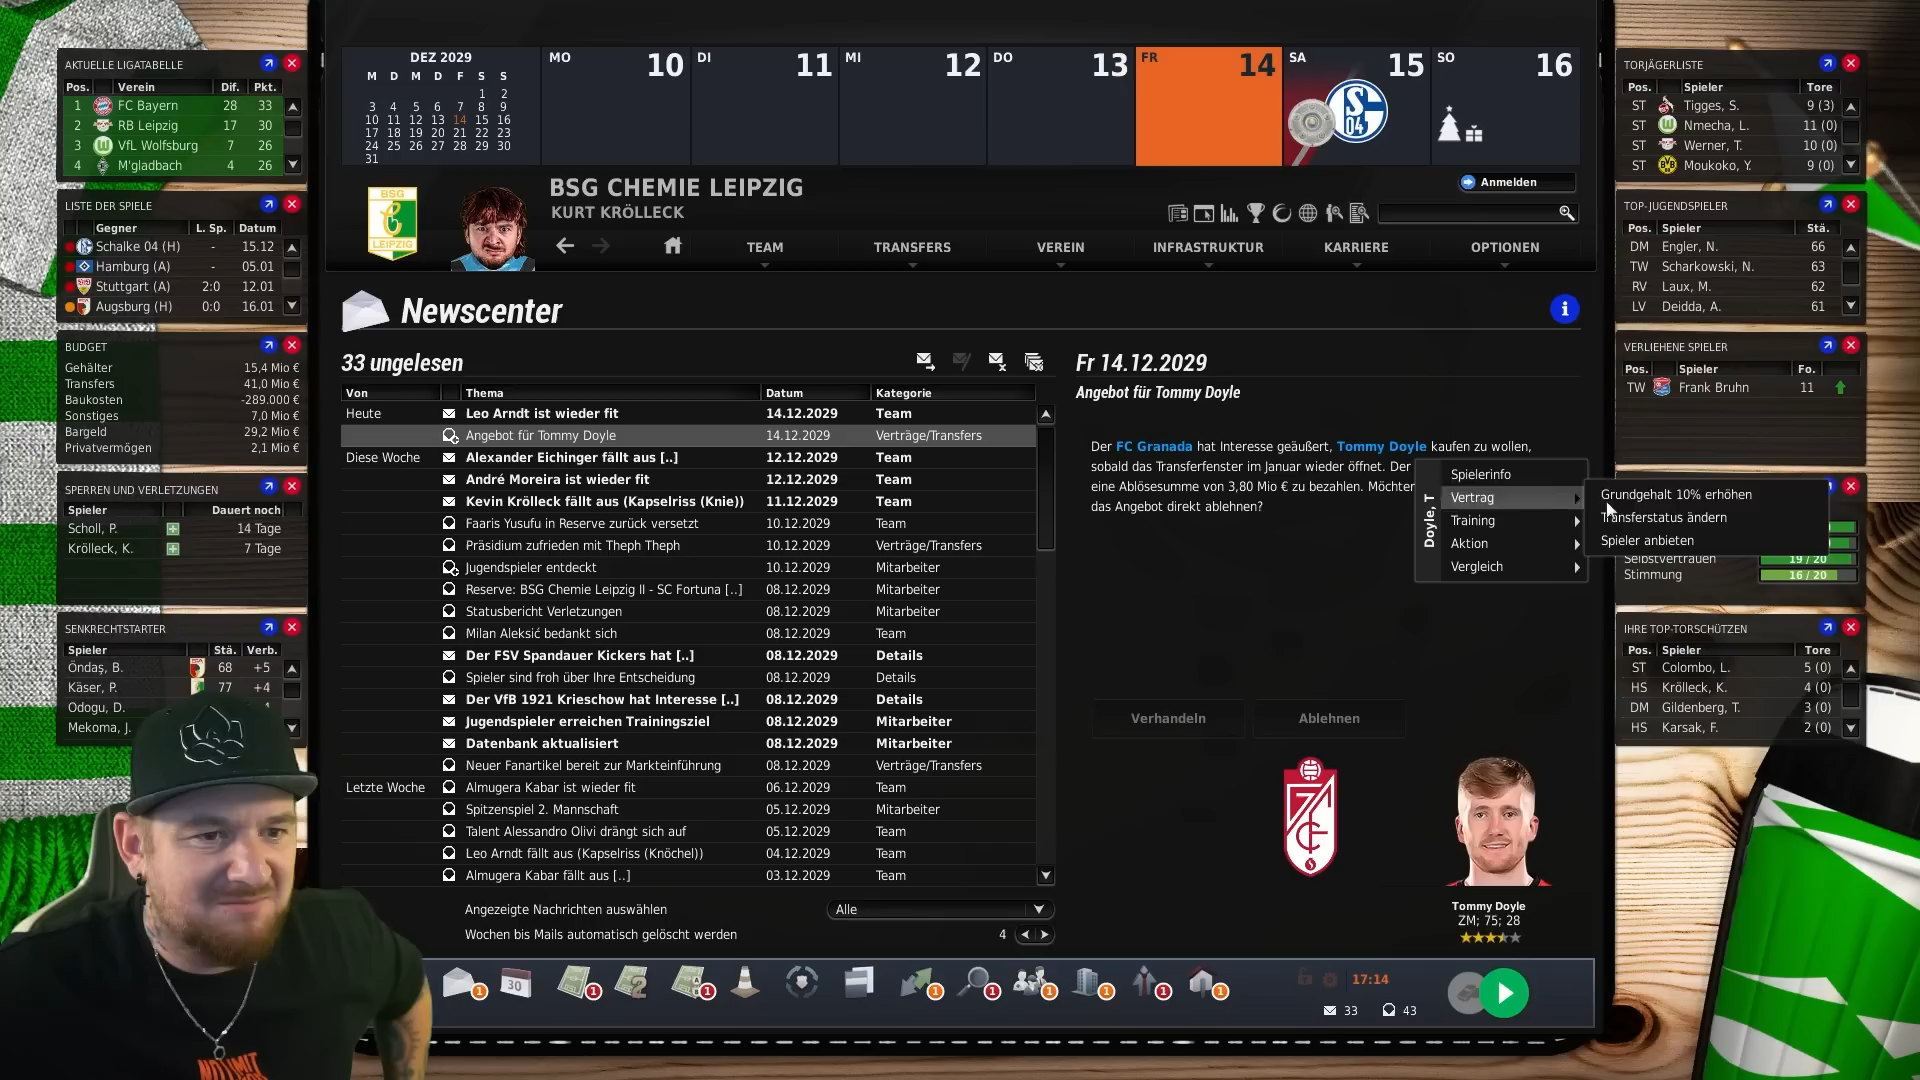 AKTUELLE LIGATABELLE
Pos. Verein Dif. Pkt.
1 FC Bayern 28 33
2 RB Leipzig 17 30
3 VfL Wolfsburg 7 26
4 M'gladbach 4 26
LISTE DER SPIELE
Gegner L. Sp. Datum
Schalke 04 (H) - 15.12
Hamburg (A) - 05.01
Stuttgart (A) 2:0 12.01
Augsburg (H) 0:0 16.01
BUDGET
Gehälter 15,4 Mio €
Transfers 41,0 Mio €
Baukosten -289.000 €
Sonstiges 7,0 Mio €
Bargeld 29,2 Mio €
Privatvermögen 2,1 Mio €
SPERREN UND VERLETZUNGEN
Spieler Dauert noch
Scholl, P. 14 Tage
Krölleck, K. 7 Tage
SENKRECHTSTARTER
Spieler Stä. Verb.
Öndaş, B. 68 +5
Käser, P. 77 +4
Odogu, D.
Mekoma, J.
DEZ 2029
M D M D F S S
1 2
3 4 5 6 7 8 9
10 11 12 13 14 15 16
17 18 19 20 21 22 23
24 25 26 27 28 29 30
31
MO 10
DI 11
MI 12
DO 13
FR 14
SA 15
SO 16
BSG
LEIPZIG
BSG CHEMIE LEIPZIG
KURT KRÖLLECK
Anmelden
TEAM TRANSFERS VEREIN INFRASTRUKTUR KARRIERE OPTIONEN
Newscenter
33 ungelesen
Von Thema Datum Kategorie
Heute Leo Arndt ist wieder fit 14.12.2029 Team
Angebot für Tommy Doyle 14.12.2029 Verträge/Transfers
Diese Woche Alexander Eichinger fällt aus [..] 12.12.2029 Team
André Moreira ist wieder fit 12.12.2029 Team
Kevin Krölleck fällt aus (Kapselriss (Knie)) 11.12.2029 Team
Faaris Yusufu in Reserve zurück versetzt 10.12.2029 Team
Präsidium zufrieden mit Theph Theph 10.12.2029 Verträge/Transfers
Jugendspieler entdeckt 10.12.2029 Mitarbeiter
Reserve: BSG Chemie Leipzig II - SC Fortuna [..] 08.12.2029 Mitarbeiter
Statusbericht Verletzungen 08.12.2029 Mitarbeiter
Milan Aleksić bedankt sich 08.12.2029 Team
Der FSV Spandauer Kickers hat [..] 08.12.2029 Details
Spieler sind froh über Ihre Entscheidung 08.12.2029 Details
Der VfB 1921 Krieschow hat Interesse [..] 08.12.2029 Details
Jugendspieler erreichen Trainingsziel 08.12.2029 Mitarbeiter
Datenbank aktualisiert 08.12.2029 Mitarbeiter
Neuer Fanartikel bereit zur Markteinführung 08.12.2029 Verträge/Transfers
Letzte Woche Almugera Kabar ist wieder fit 06.12.2029 Team
Spitzenspiel 2. Mannschaft 05.12.2029 Mitarbeiter
Talent Alessandro Olivi drängt sich auf 05.12.2029 Team
Leo Arndt fällt aus (Kapselriss (Knöchel)) 04.12.2029 Team
Almugera Kabar fällt aus [..] 03.12.2029 Team
Angezeigte Nachrichten auswählen Alle
Wochen bis Mails automatisch gelöscht werden 4
Fr 14.12.2029
Angebot für Tommy Doyle
Der FC Granada hat Interesse geäußert, Tommy Doyle kaufen zu wollen,
sobald das Transferfenster im Januar wieder öffnet. Der
eine Ablösesumme von 3,80 Mio € zu bezahlen. Möchten
das Angebot direkt ablehnen?
Doyle, T
Spielerinfo
Vertrag
Training
Aktion
Vergleich
Grundgehalt 10% erhöhen
Transferstatus ändern
Spieler anbieten
Verhandeln Ablehnen
Tommy Doyle
ZM; 75; 28
30 1 1 1 1 1 1 1 1 1
17:14
33 43
TORJÄGERLISTE
Pos. Spieler Tore
ST Tigges, S. 9 (3)
ST Nmecha, L. 11 (0)
ST Werner, T. 10 (0)
ST Moukoko, Y. 9 (0)
TOP-JUGENDSPIELER
Pos. Spieler Stä.
DM Engler, N. 66
TW Scharkowski, N. 63
RV Laux, M. 62
LV Deidda, A. 61
VERLIEHENE SPIELER
Pos. Spieler Fo.
TW Frank Bruhn 11
Selbstvertrauen 19 / 20
Stimmung 16 / 20
IHRE TOP-TORSCHÜTZEN
Pos. Spieler Tore
ST Colombo, L. 5 (0)
HS Krölleck, K. 4 (0)
DM Gildenberg, T. 3 (0)
HS Karsak, F. 2 (0)